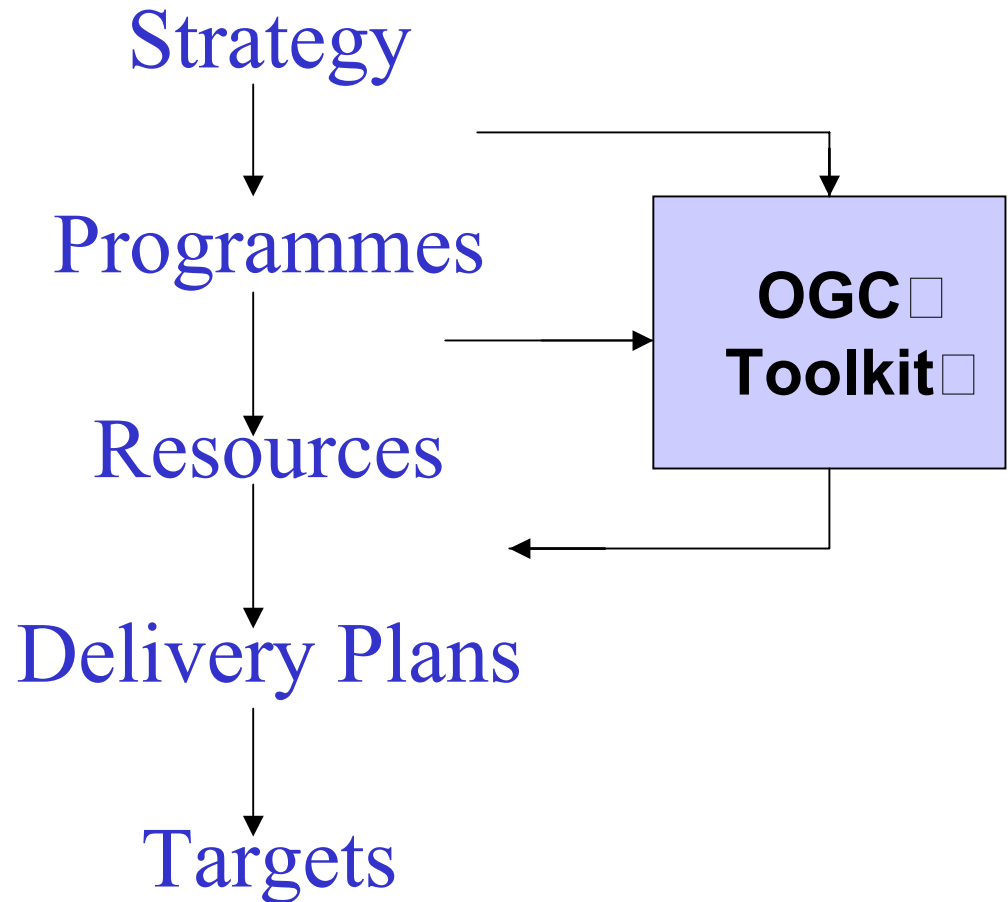 Strategy
Programmes
OGC
Toolkit
Resources
Delivery Plans
Targets